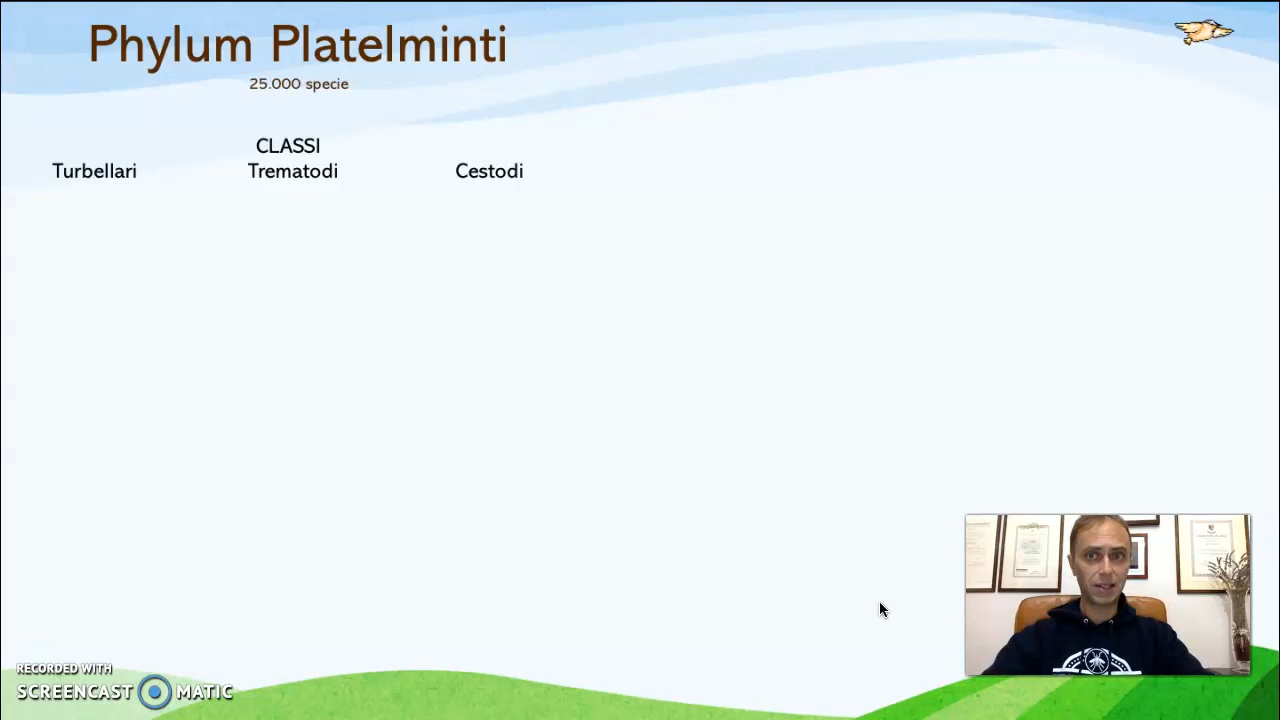 Phylum Platelminti
25.000 specie
CLASSI
Turbellari Trematodi Cestodi
RECORDED WITH
SCREENCAST MATIC